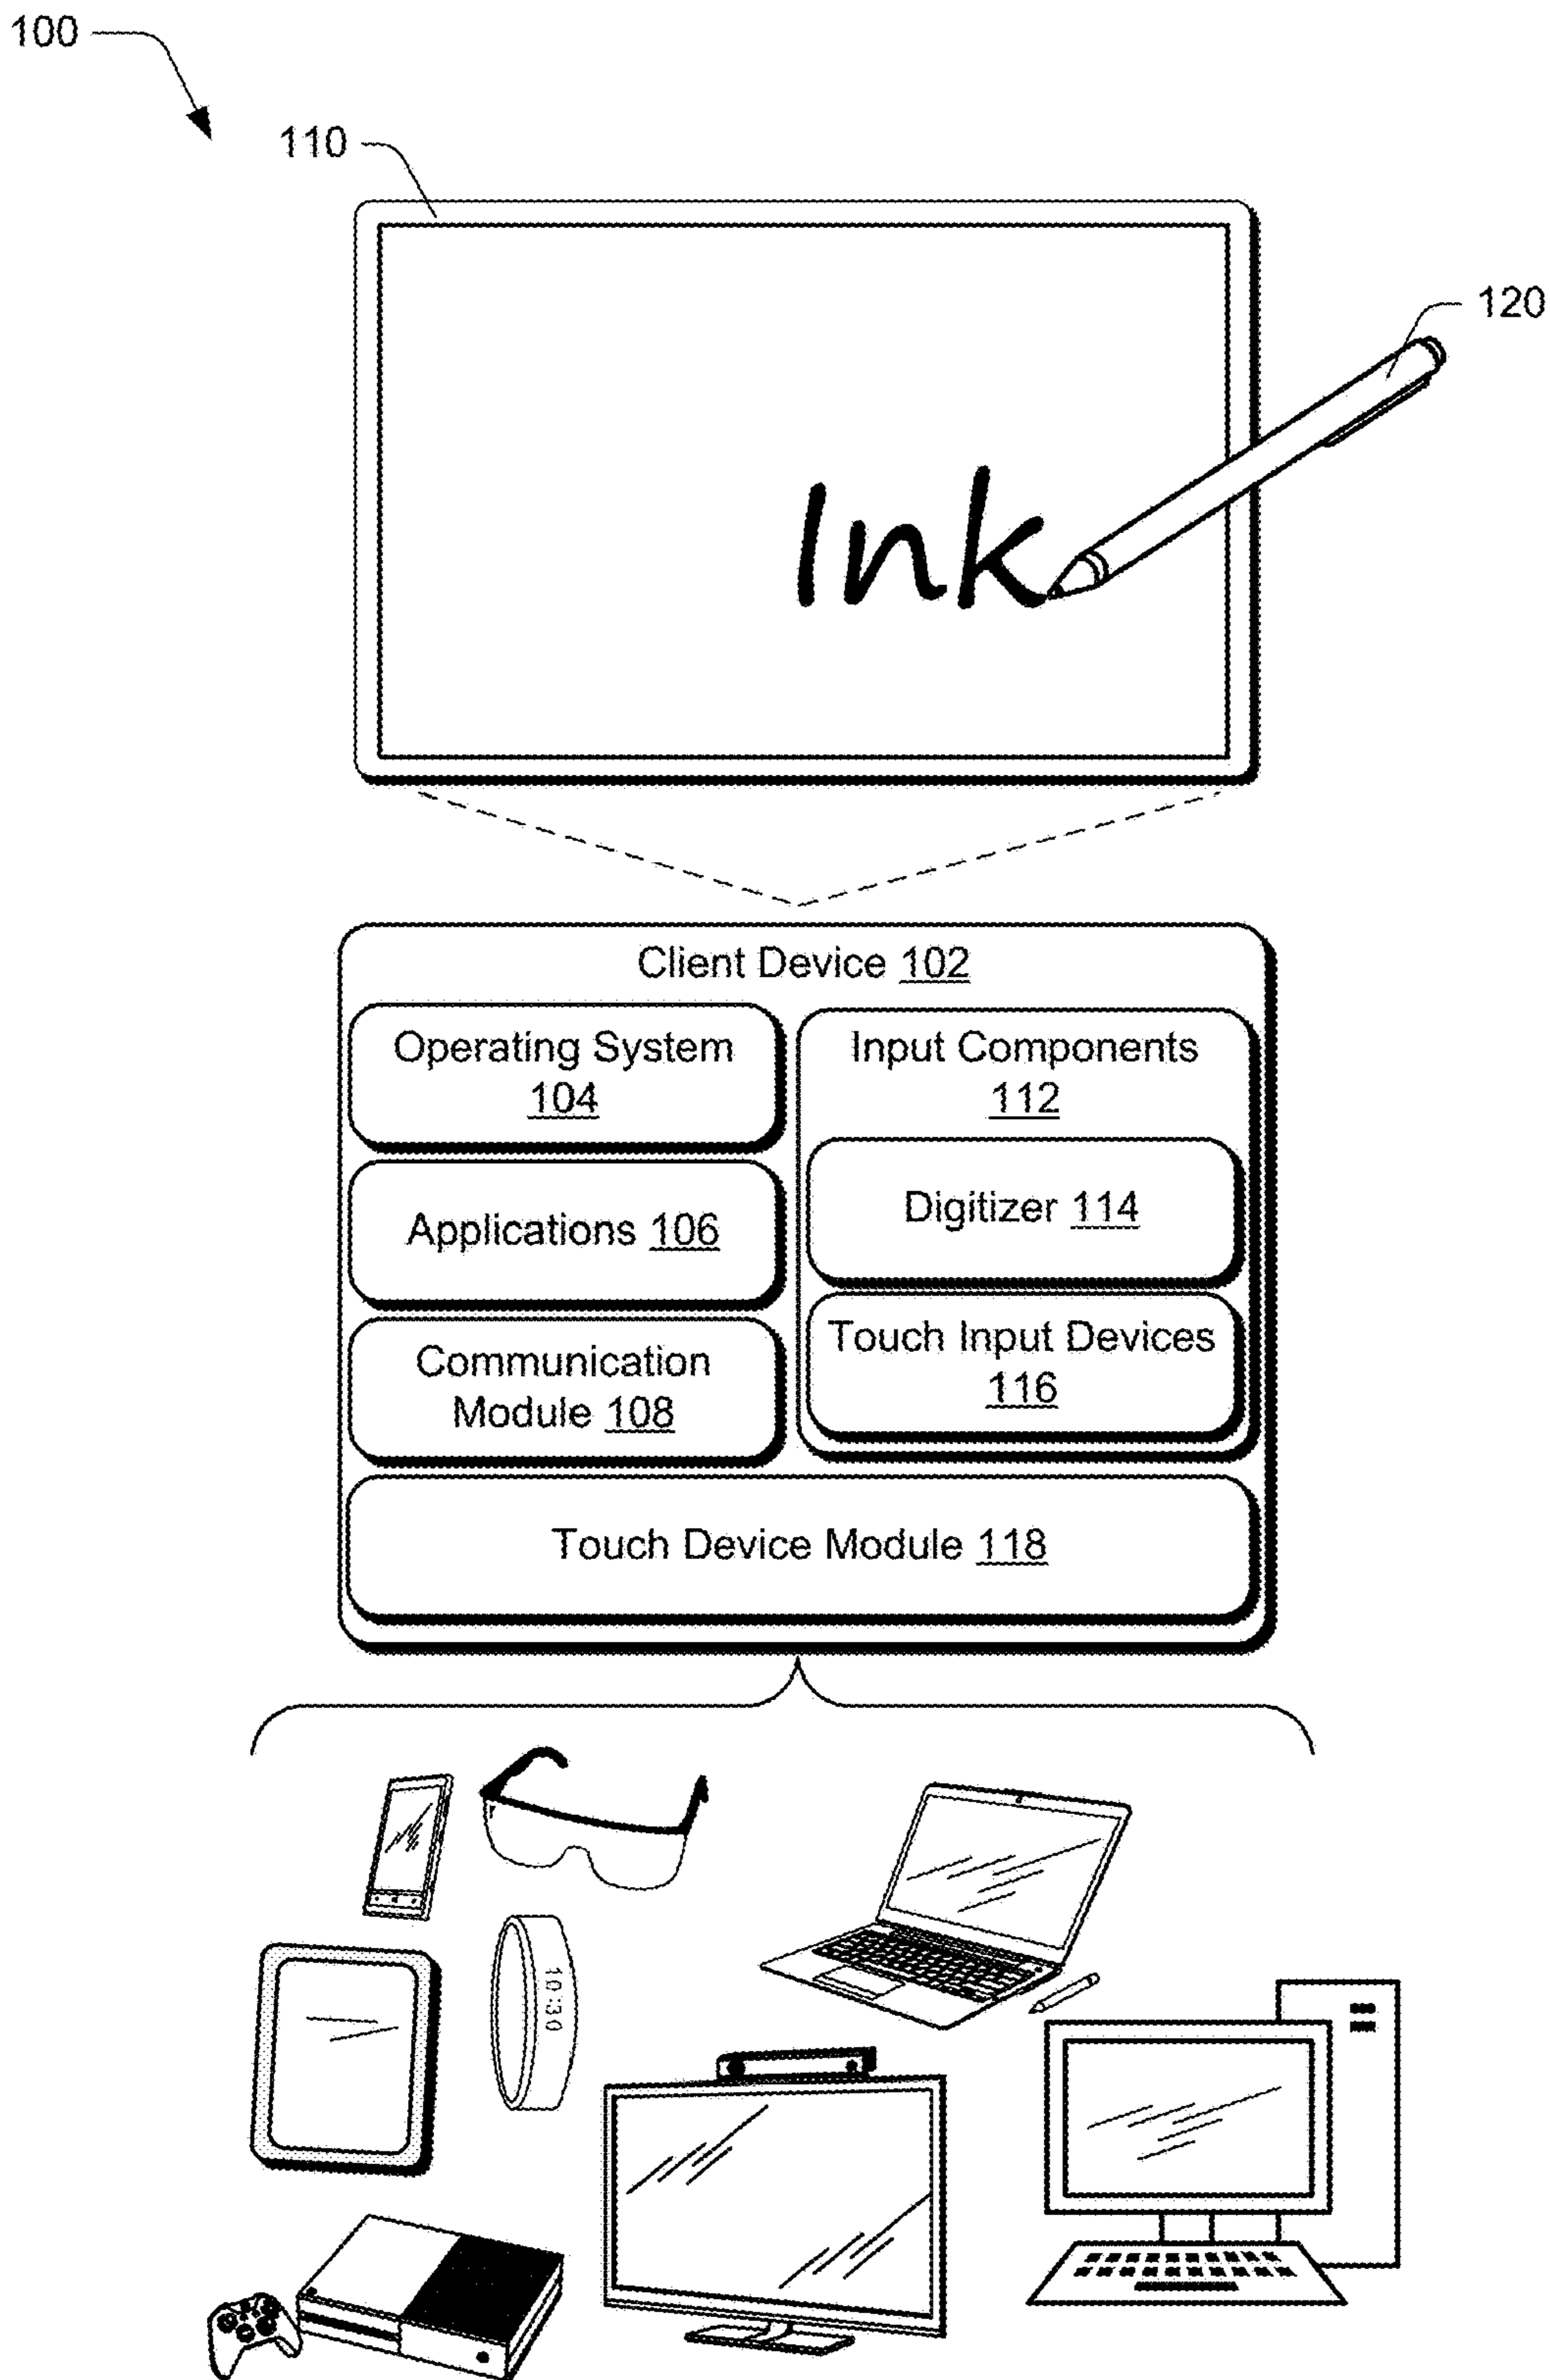 100
110
120
Ink
Client Device 102
Operating System
104
Input Components
112
Applications 106
Digitizer 114
Communication
Module 108
Touch Input Devices
116
Touch Device Module 118
10:30